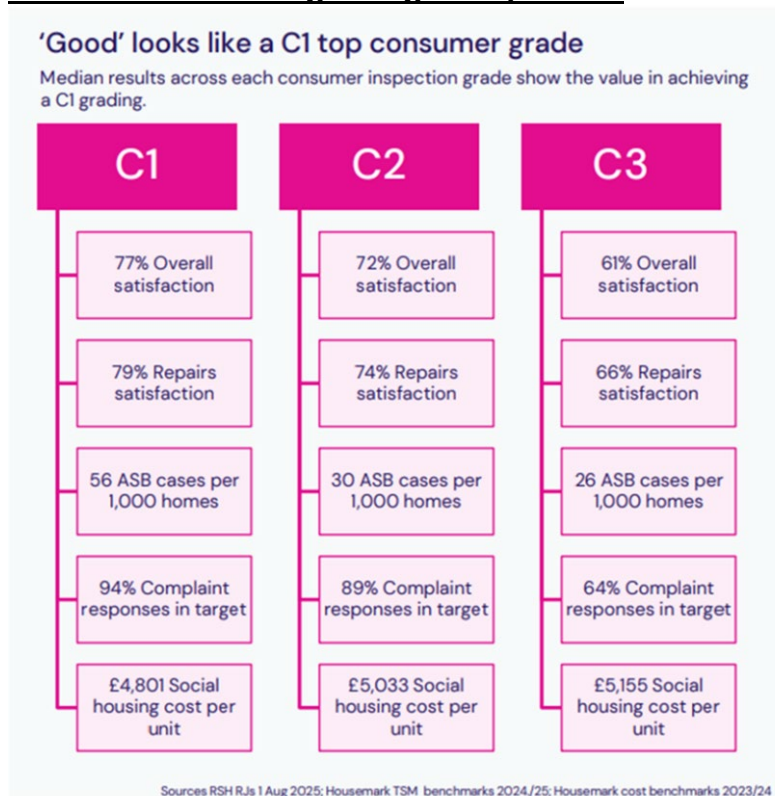 ‘Good’ looks like a C1 top consumer grade
Median results across each consumer inspection grade show the value in achieving
a C1 grading.
C1
77% Overall
satisfaction
79% Repairs
satisfaction
56 ASB cases per
1,000 homes
94% Complaint
responses in target
£4,801 Social
housing cost per
unit
C2
72% Overall
satisfaction
74% Repairs
satisfaction
30 ASB cases per
1,000 homes
89% Complaint
responses in target
£5,033 Social
housing cost per
unit
C3
61% Overall
satisfaction
66% Repairs
satisfaction
26 ASB cases per
1,000 homes
64% Complaint
responses in target
£5,155 Social
housing cost per
unit
Sources RSH RJs 1 Aug 2025; Housemark TSM benchmarks 2024./25; Housemark cost benchmarks 2023/24